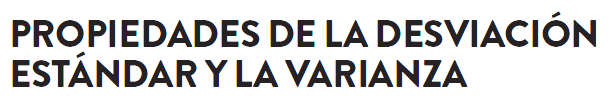 PROPIEDADES DE LA DESVIACIÓN
ESTÁNDAR Y LA VARIANZA